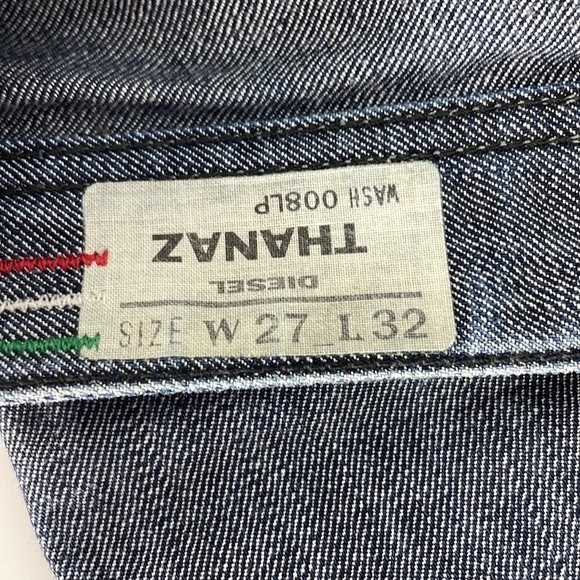 DIESEL
THANAZ
WASH 008LP
SIZE W 27_L 32